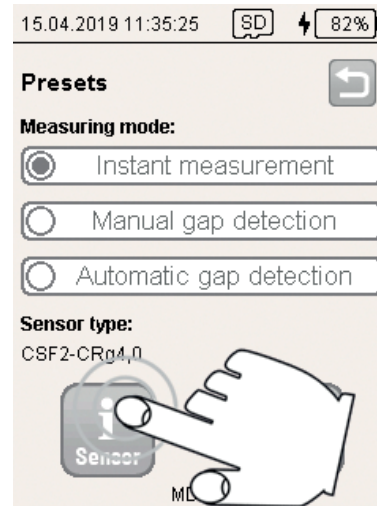 15.04.2019 11:35:25 SD 82%
Presets
Measuring mode:
Instant measurement
Manual gap detection
Automatic gap detection
Sensor type:
CSF2-CRg4,0
i
Sensor